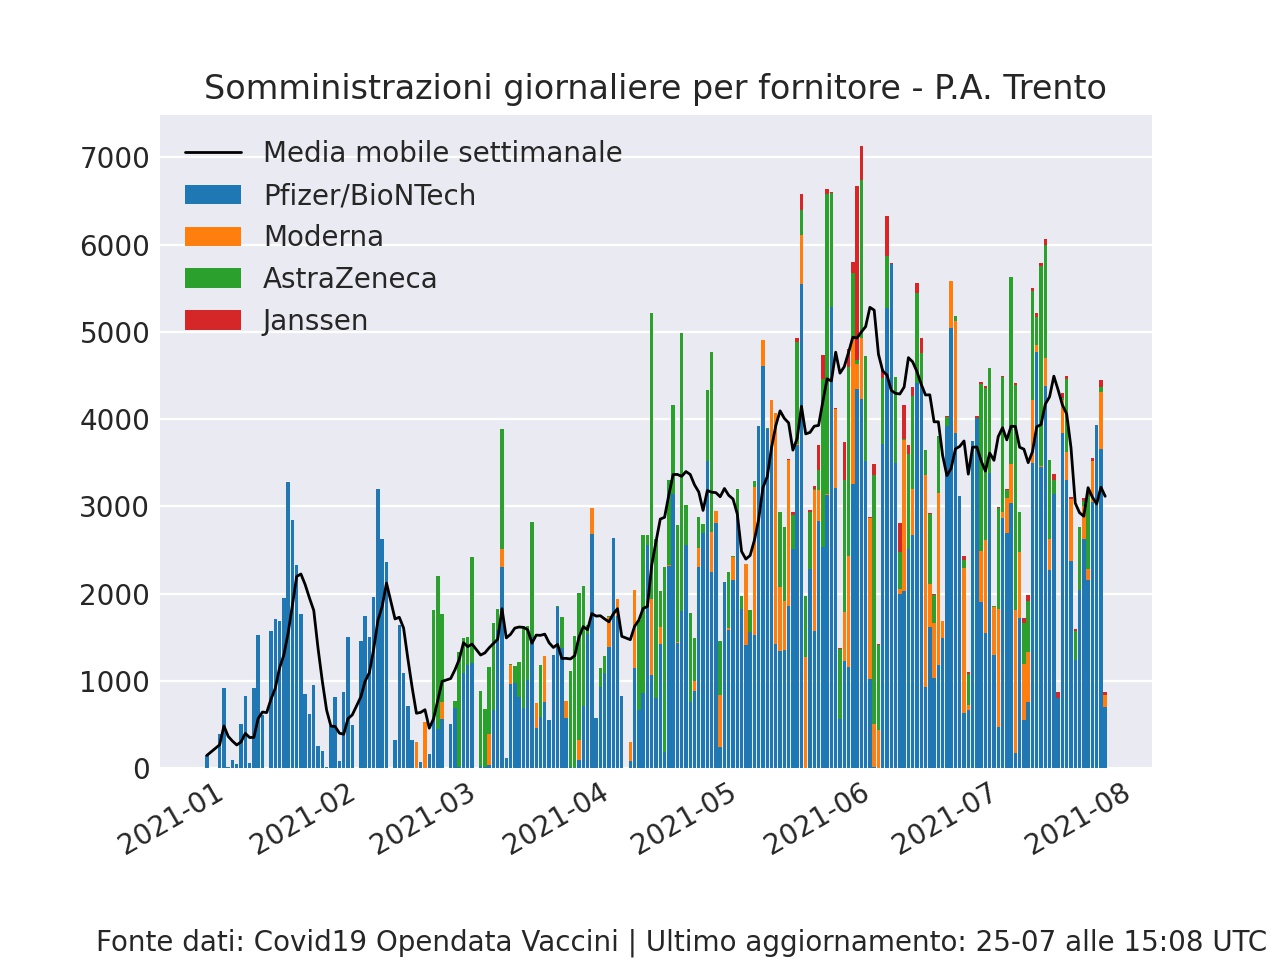 Somministrazioni giornaliere per fornitore - P.A. Trento
Media mobile settimanale
Pfizer/BioNTech
Moderna
AstraZeneca
Janssen
7000
6000
5000
4000
3000
2000
1000
0
2021-01
2021-02
2021-03
2021-04
2021-05
2021-06
2021-07
2021-08
Fonte dati: Covid19 Opendata Vaccini | Ultimo aggiornamento: 25-07 alle 15:08 UTC